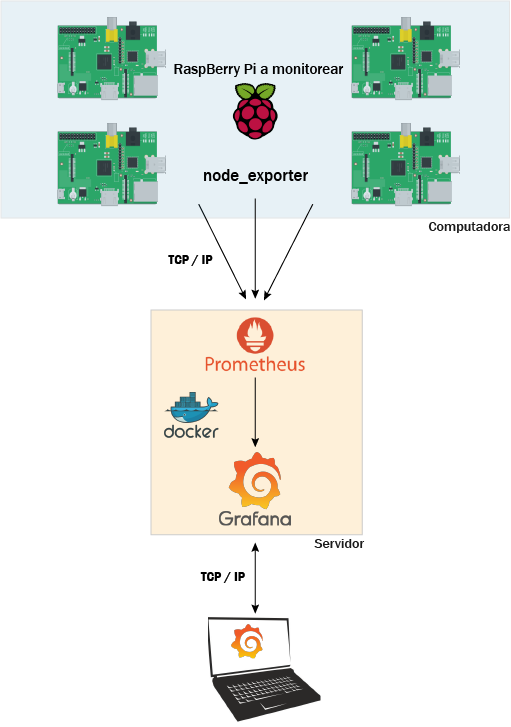 RaspBerry Pi a monitorear
node_exporter
Computadora
TCP / IP
Prometheus
docker
Grafana
Servidor
TCP / IP